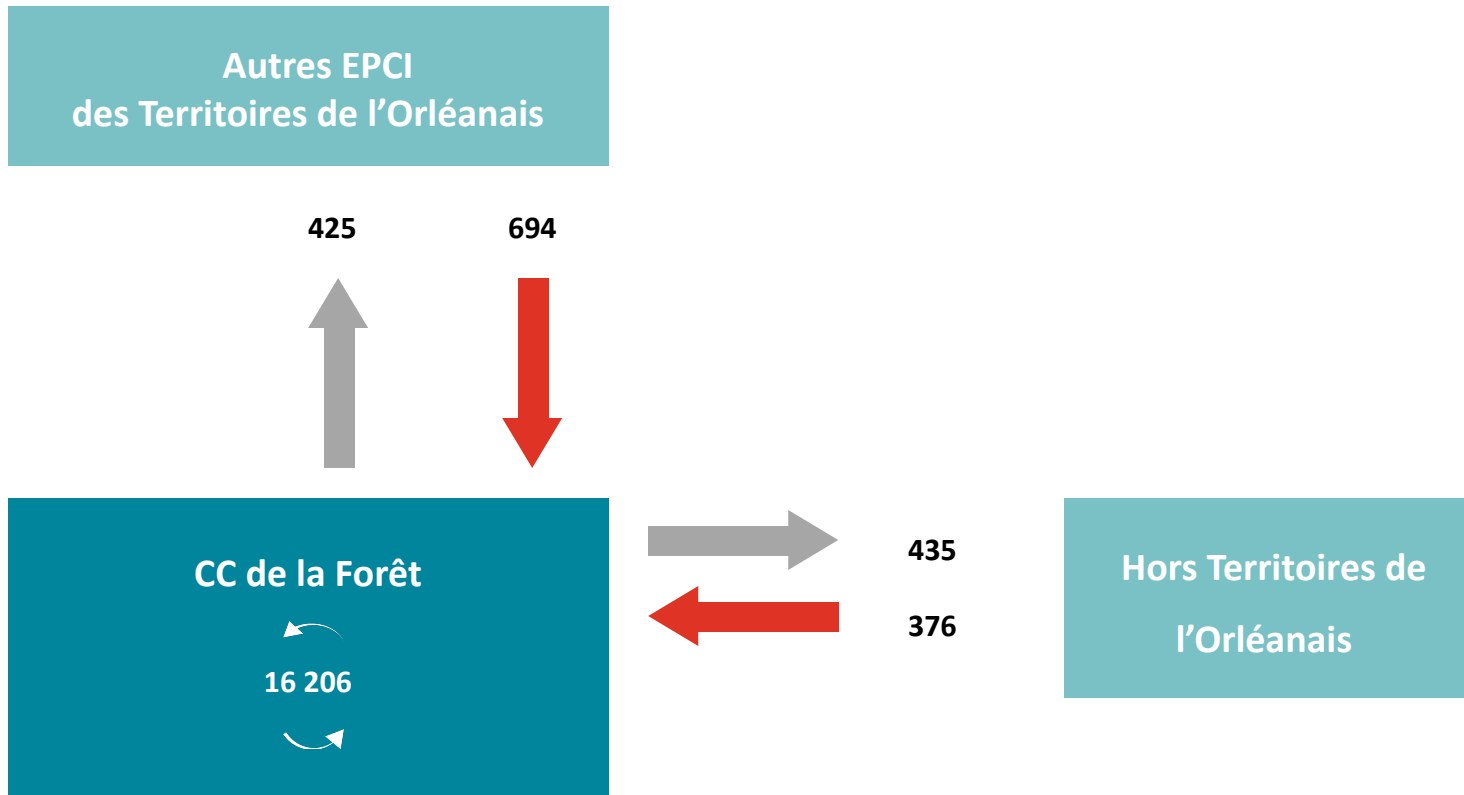 Autres EPCI
des Territoires de l’Orléanais
425 694
CC de la Forêt
16 206
435
376
Hors Territoires de
l’Orléanais